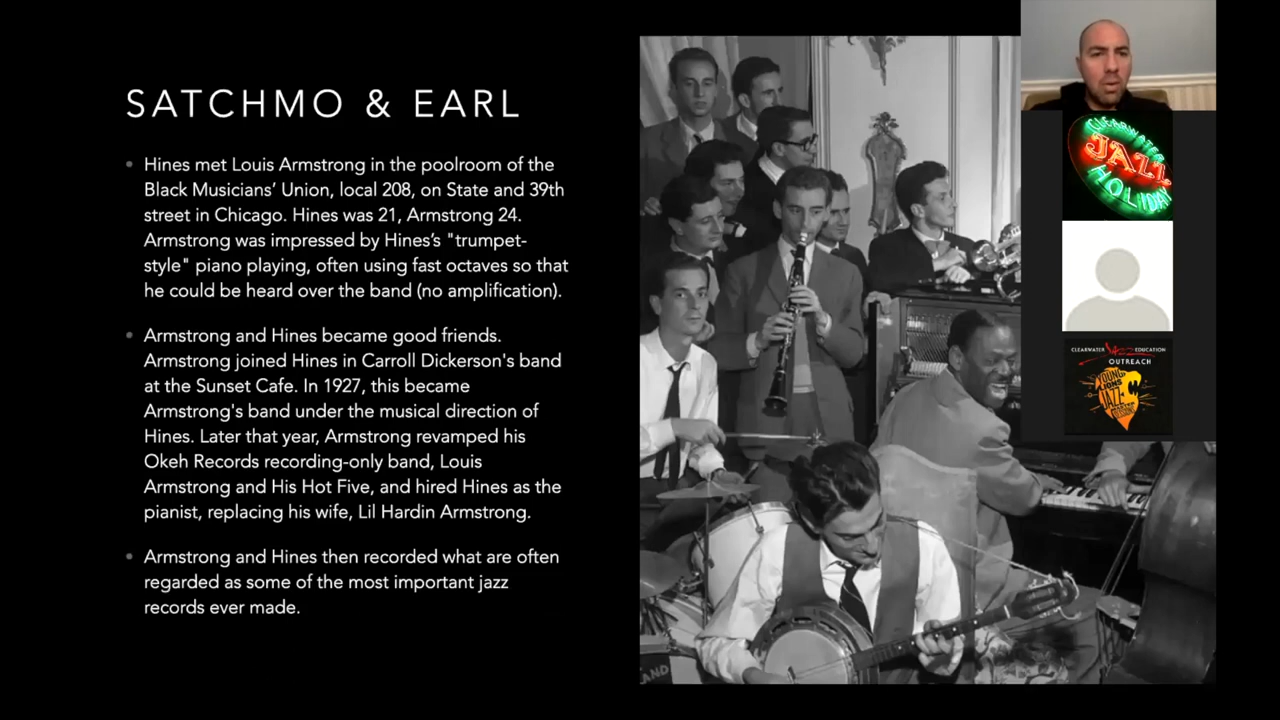 SATCHMO & EARL
Hines met Louis Armstrong in the poolroom of the
Black Musicians’ Union, local 208, on State and 39th
street in Chicago. Hines was 21, Armstrong 24.
Armstrong was impressed by Hines’s "trumpet-
style" piano playing, often using fast octaves so that
he could be heard over the band (no amplification).
Armstrong and Hines became good friends.
Armstrong joined Hines in Carroll Dickerson's band
at the Sunset Cafe. In 1927, this became
Armstrong's band under the musical direction of
Hines. Later that year, Armstrong revamped his
Okeh Records recording-only band, Louis
Armstrong and His Hot Five, and hired Hines as the
pianist, replacing his wife, Lil Hardin Armstrong.
Armstrong and Hines then recorded what are often
regarded as some of the most important jazz
records ever made.
CLEARWATER
JAZZ
HOLIDAY
CLEARWATER EDUCATION
OUTREACH
YOUNG
LIONS
JAZZ
AND